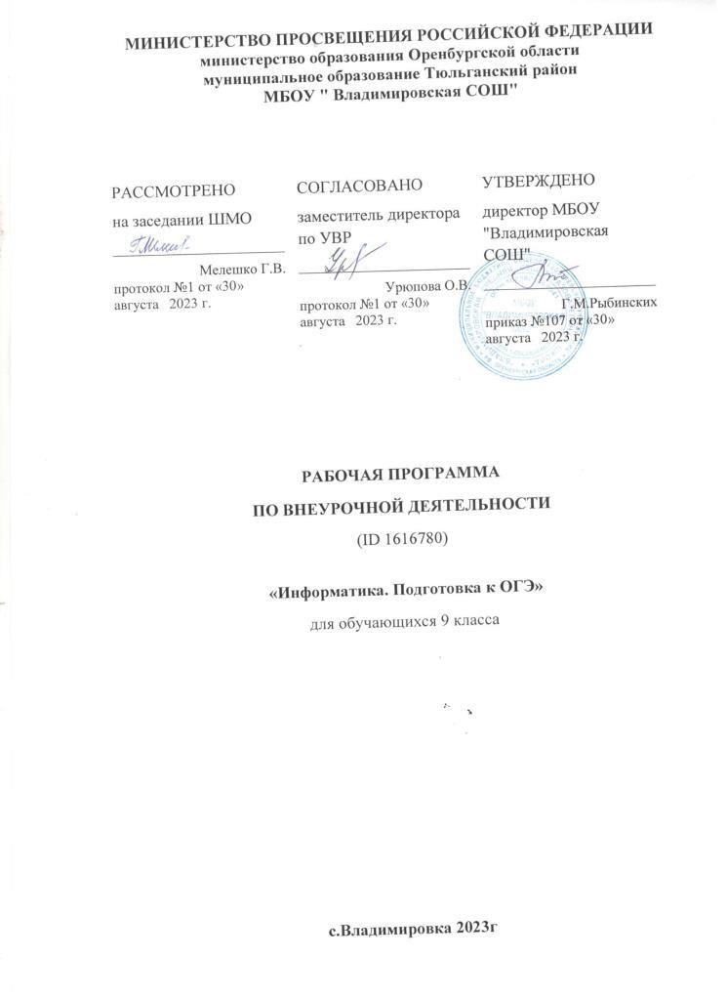 МИНИСТЕРСТВО ПРОСВЕЩЕНИЯ РОССИЙСКОЙ ФЕДЕРАЦИИ
министерство образования Оренбургской области
муниципальное образование Тюльганский район
МБОУ " Владимировская СОШ"
РАССМОТРЕНО
на заседании ШМО
Мелешко Г.В.
протокол №1 от «30»
августа 2023 г.
СОГЛАСОВАНО
заместитель директора
по УВР
Урюпова О.В.
протокол №1 от «30»
августа 2023 г.
УТВЕРЖДЕНО
директор МБОУ
"Владимировская
СОШ"
Г.М.Рыбинских
приказ №107 от «30»
августа 2023 г.
РАБОЧАЯ ПРОГРАММА
ПО ВНЕУРОЧНОЙ ДЕЯТЕЛЬНОСТИ
(ID 1616780)
«Информатика. Подготовка к ОГЭ»
для обучающихся 9 класса
с.Владимировка 2023г